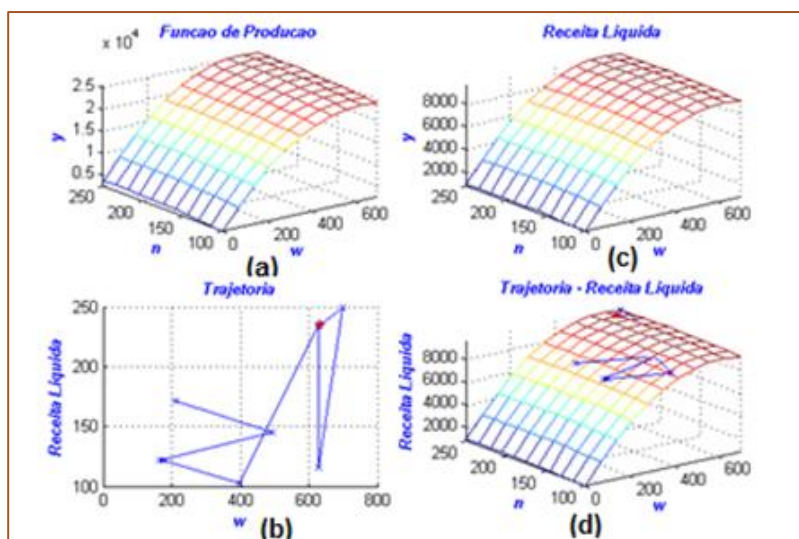 Funcao de Producao
x 10^4
2.5
2
1.5
1
0.5
y
250
200
150
100
n
0
200
400
600
w
(a)
Receita Liquida
8000
6000
4000
2000
y
250
200
150
100
n
0
200
400
600
w
(c)
Trajetoria
250
200
150
100
Receita Liquida
0
200
400
600
800
w
(b)
Trajetoria - Receita Liquida
8000
6000
4000
2000
Receita Liquida
250
200
150
100
n
0
200
400
600
w
(d)